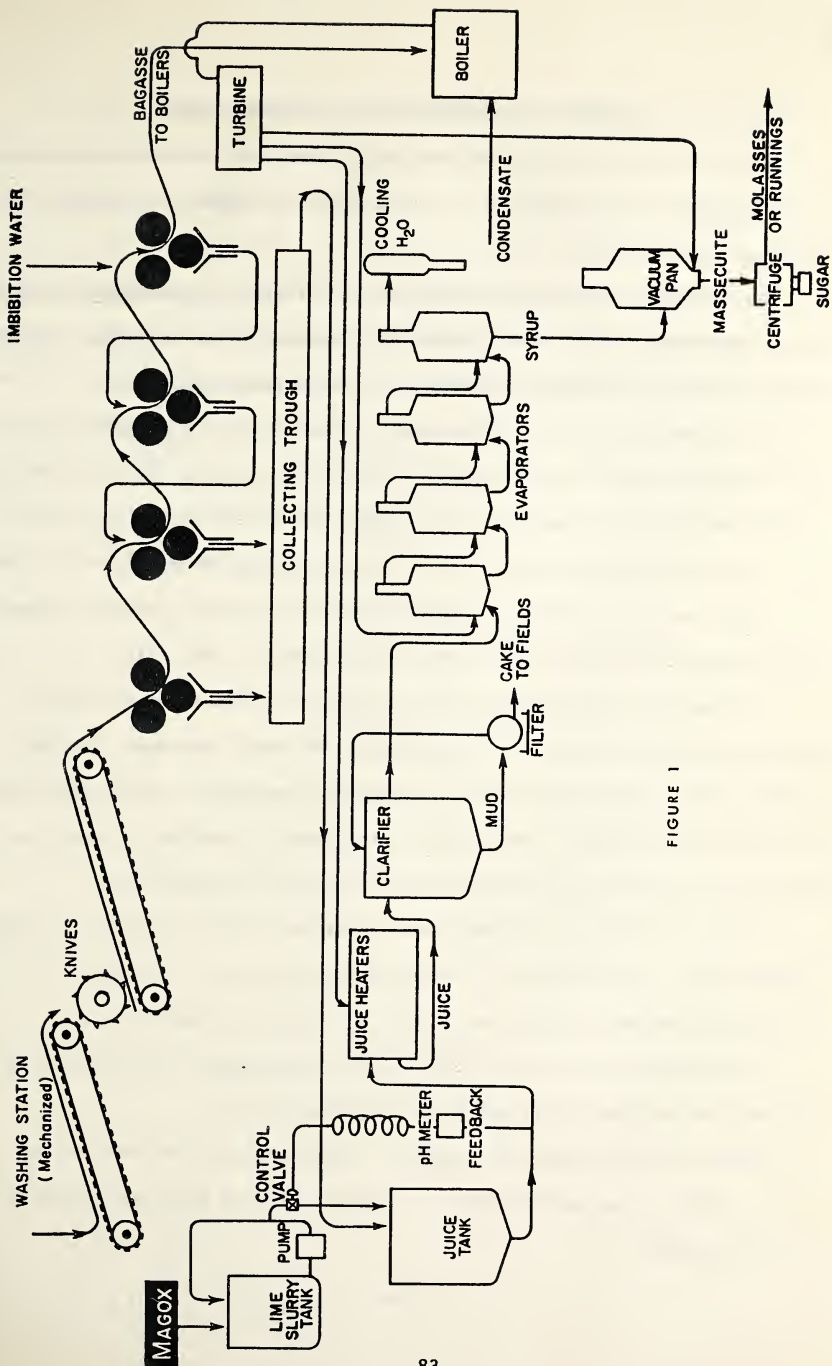 WASHING STATION
(Mechanized)
KNIVES
IMBIBITION WATER
BAGASSE
TO BOILERS
TURBINE
BOILER
COLLECTING TROUGH
MAGOX
LIME
SLURRY
TANK
PUMP
CONTROL
VALVE
pH METER
FEEDBACK
JUICE
TANK
JUICE HEATERS
JUICE
CLARIFIER
MUD
FILTER
CAKE
TO FIELDS
EVAPORATORS
COOLING
H₂O
SYRUP
CONDENSATE
VACUUM
PAN
MASSECUITE
CENTRIFUGE
MOLASSES
OR RUNNINGS
SUGAR
FIGURE 1
83